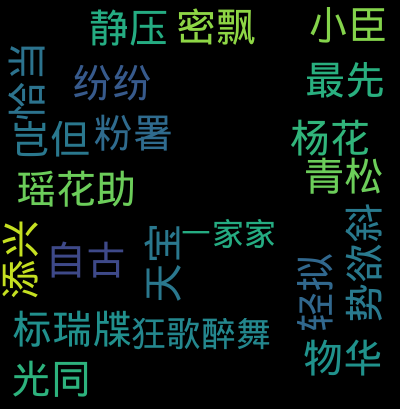 静压
密飘
小臣
恰当
纷纷
最先
岂但
粉署
杨花
青松
瑶花助
添兴
自古
天宝
一家家
轻拟
势欲斜
标瑞牒
狂歌醉舞
物华
光同